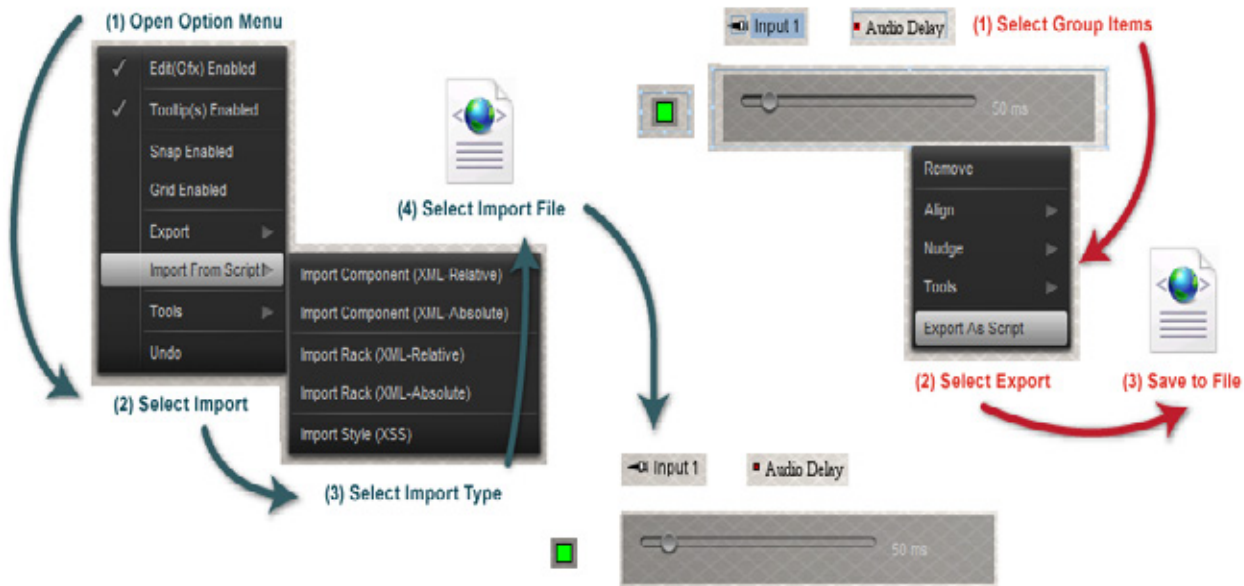 (1) Open Option Menu
Edit(Gfx) Enabled
Tooltip(s) Enabled
Snap Enabled
Grid Enabled
Export
Import From Script
Tools
Undo
(2) Select Import
Import Component (XML-Relative)
Import Component (XML-Absolute)
Import Rack (XML-Relative)
Import Rack (XML-Absolute)
Import Style (XSS)
(3) Select Import Type
(4) Select Import File
Input 1
Audio Delay
50 ms
(1) Select Group Items
Remove
Align
Nudge
Tools
Export As Script
(2) Select Export
(3) Save to File
Input 1
Audio Delay
50 ms